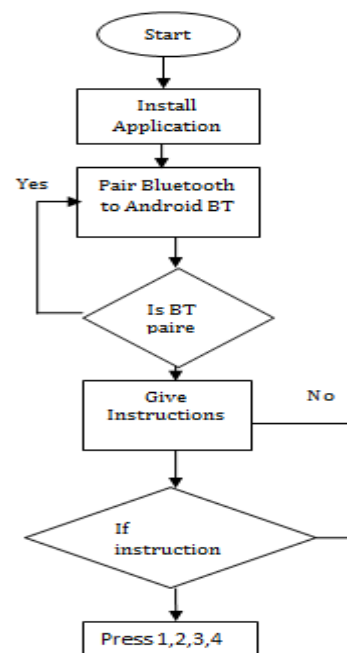 Start
Install
Application
Yes
Pair Bluetooth
to Android BT
Is BT
paire
Give
Instructions
No
If
instruction
Press 1,2,3,4